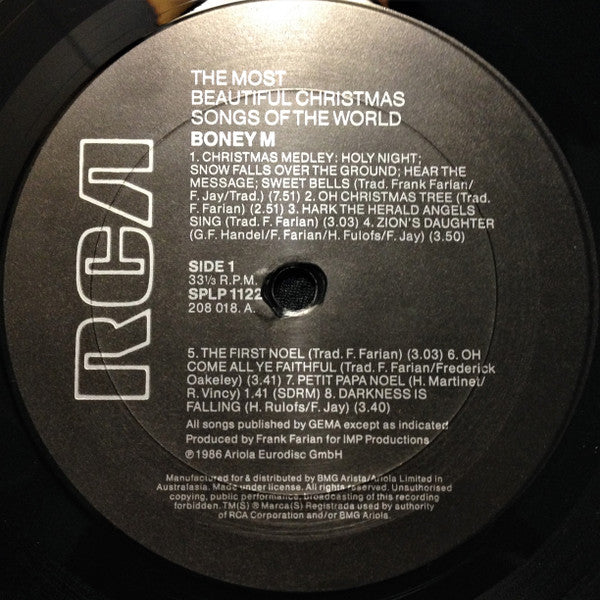 RCA
THE MOST
BEAUTIFUL CHRISTMAS
SONGS OF THE WORLD
BONEY M
1. CHRISTMAS MEDLEY: HOLY NIGHT;
SNOW FALLS OVER THE GROUND; HEAR THE
MESSAGE; SWEET BELLS (Trad. Frank Farian/
F. Jay/Trad.) (7.51) 2. OH CHRISTMAS TREE (Trad.
F. Farian) (2.51) 3. HARK THE HERALD ANGELS
SING (Trad. F. Farian) (3.03) 4. ZION'S DAUGHTER
(G.F. Handel/F. Farian/H. Fulofs/F. Jay) (3.50)
SIDE 1
33⅓ R.P.M.
SPLP 1122
208 018. A.
5. THE FIRST NOEL (Trad. F. Farian) (3.03) 6. OH
COME ALL YE FAITHFUL (Trad. F. Farian/Frederick
Oakeley) (3.41) 7. PETIT PAPA NOEL (H. Martinet/
R. Vincy) 1.41 (SDRM) 8. DARKNESS IS
FALLING (H. Rulofs/F. Jay) (3.40)
All songs published by GEMA except as indicated
Produced by Frank Farian for IMP Productions
℗ 1986 Ariola Eurodisc GmbH
Manufactured for & distributed by BMG Arista/Ariola Limited in
Australasia. Made under license. All rights reserved. Unauthorised
copying, public performance, broadcasting of this recording
forbidden. TM(S) ® Marca(S) Registrada used by authority
of RCA Corporation and/or BMG Ariola.